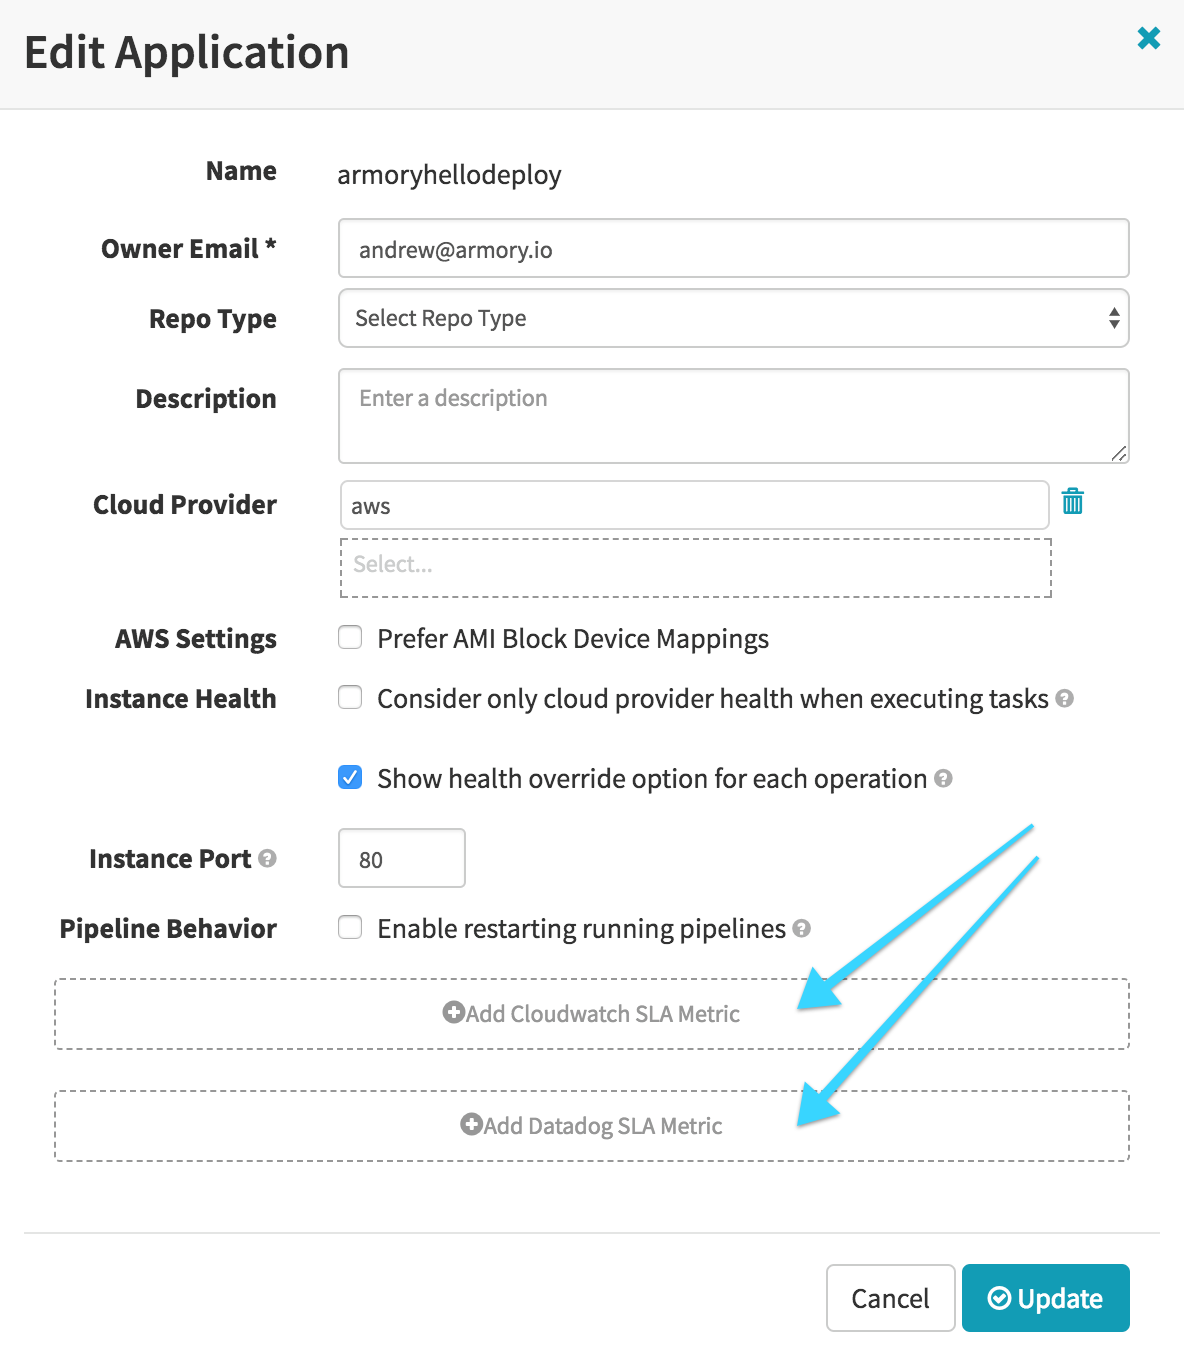 Edit Application
Name
armoryhellodeploy
Owner Email *
andrew@armory.io
Repo Type
Select Repo Type
Description
Enter a description
Cloud Provider
aws
Select...
AWS Settings
Prefer AMI Block Device Mappings
Instance Health
Consider only cloud provider health when executing tasks
Show health override option for each operation
Instance Port
80
Pipeline Behavior
Enable restarting running pipelines
Add Cloudwatch SLA Metric
Add Datadog SLA Metric
Cancel
Update